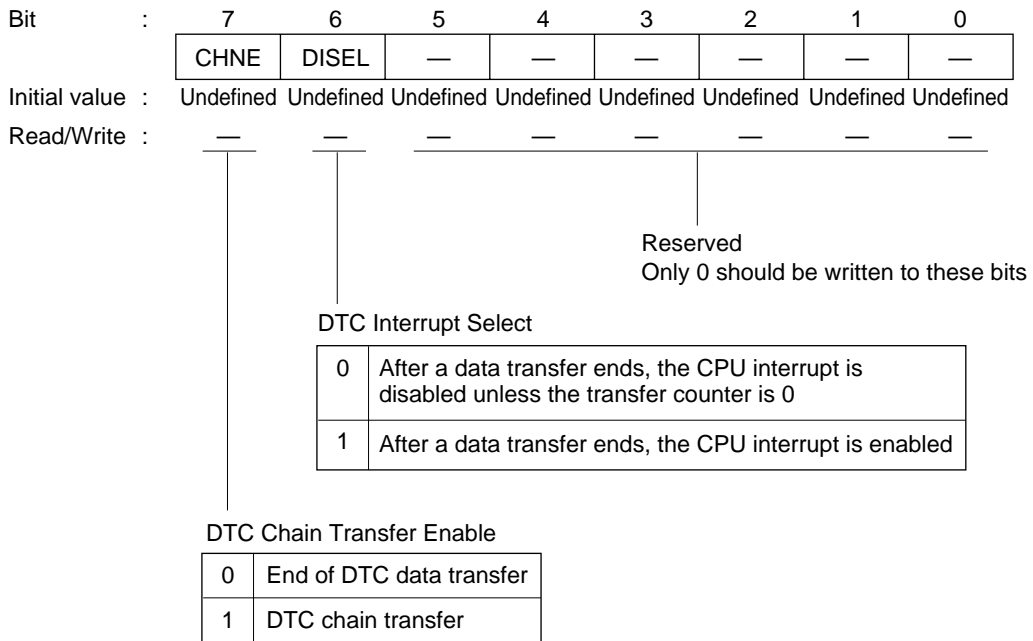 Bit : 7 6 5 4 3 2 1 0
CHNE DISEL — — — — — —
Initial value : Undefined Undefined Undefined Undefined Undefined Undefined Undefined Undefined
Read/Write : — — — — — — — —
Reserved
Only 0 should be written to these bits
DTC Interrupt Select
0 After a data transfer ends, the CPU interrupt is
disabled unless the transfer counter is 0
1 After a data transfer ends, the CPU interrupt is enabled
DTC Chain Transfer Enable
0 End of DTC data transfer
1 DTC chain transfer